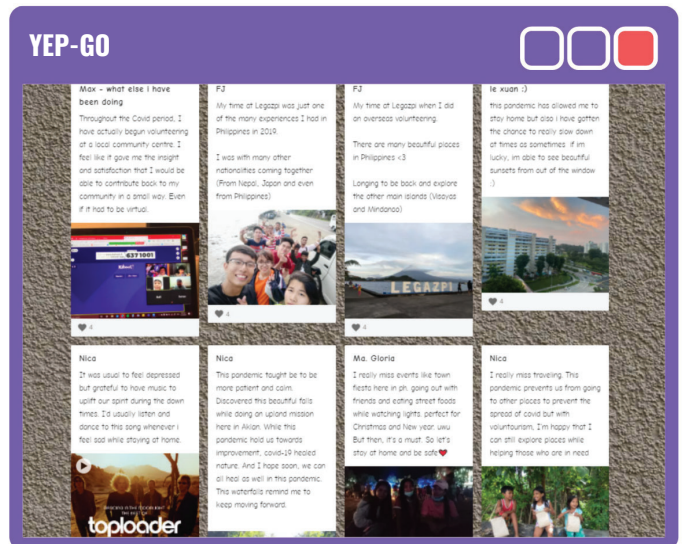 YEP-GO
Max - what else i have
been doing
Throughout the Covid period, I
have actually begun volunteering
at a local community centre. I
feel like it gave me the insight
and satisfaction that I would be
able to contribute back to my
community in a small way. Even
if it had to be virtual.
6371001
4
FJ
My time at Legazpi was just one
of the many experiences I had in
Philippines in 2019.
I was with many other
nationalities coming together
(From Nepal, Japan and even
from Philippines)
4
FJ
My time at Legazpi when I did
an overseas volunteering.
There are many beautiful places
in Philippines <3
Longing to be back and explore
the other main islands (Visayas
and Mindanao)
LEGAZPI
4
le xuan :)
this pandemic has allowed me to
stay home but also i have gotten
the chance to really slow down
at times as sometimes if im
lucky, im able to see beautiful
sunsets from out of the window
:)
4
Nica
It was usual to feel depressed
but grateful to have music to
uplift our spirit during the down
times. I'd usually listen and
dance to this song whenever i
feel sad while staying at home.
toploader
Nica
This pandemic taught be to be
more patient and calm.
Discovered this beautiful falls
while doing an upland mission
here in Aklan. While this
pandemic hold us towards
improvement, covid-19 healed
nature. And I hope soon, we can
all heal as well in this pandemic.
This waterfalls remind me to
keep moving forward.
Ma. Gloria
I really miss events like town
fiesta here in ph. going out with
friends and eating street foods
while watching lights. perfect for
Christmas and New year. uwu
But then, it's a must. So let's
stay at home and be safe❤
Nica
I really miss traveling. This
pandemic prevents us from going
to other places to prevent the
spread of covid but with
voluntourism, I'm happy that I
can still explore places while
helping those who are in need